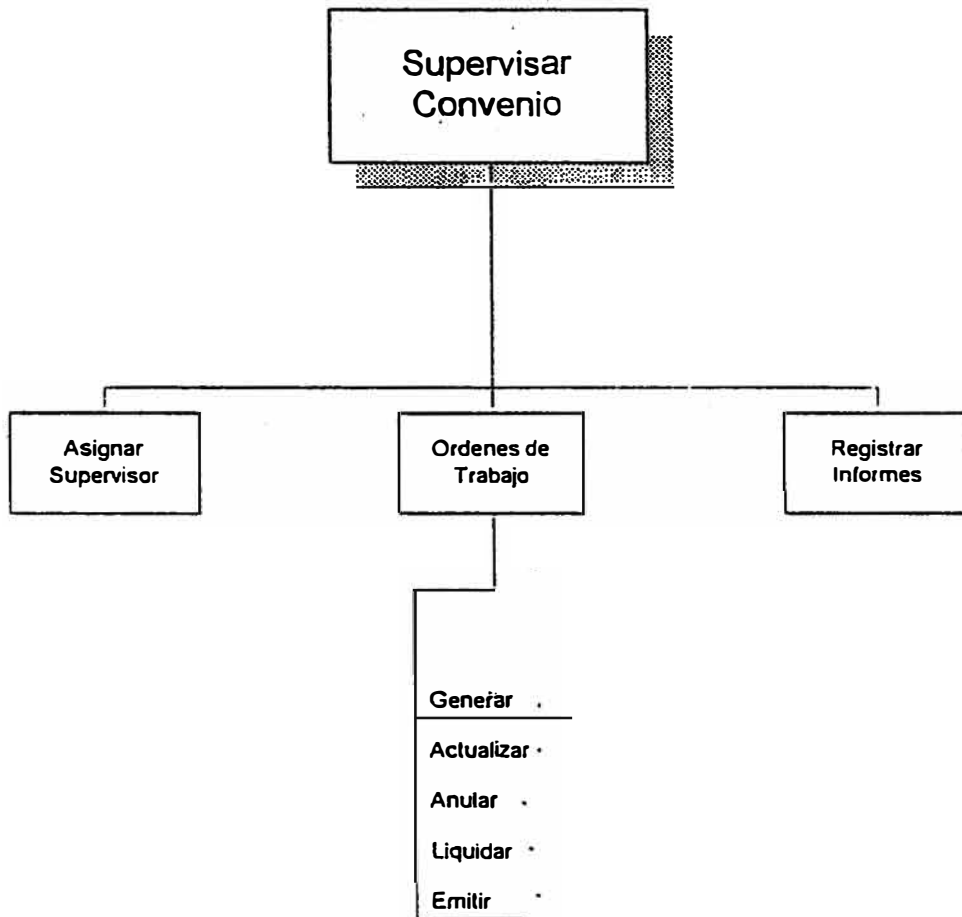 Supervisar
Convenio
Asignar
Supervisor
Ordenes de
Trabajo
Registrar
Informes
Generar
Actualizar
Anular
Liquidar
Emitir